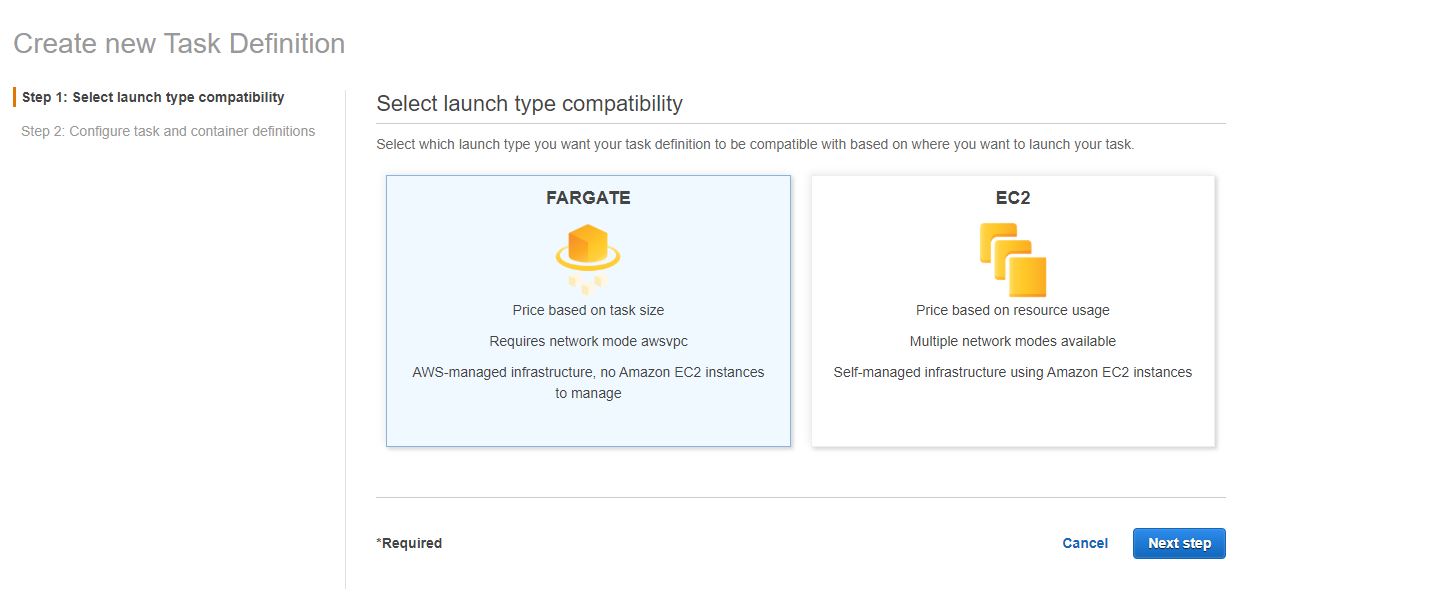 Create new Task Definition
Step 1: Select launch type compatibility
Step 2: Configure task and container definitions
Select launch type compatibility
Select which launch type you want your task definition to be compatible with based on where you want to launch your task.
FARGATE
Price based on task size
Requires network mode awsvpc
AWS-managed infrastructure, no Amazon EC2 instances
to manage
EC2
Price based on resource usage
Multiple network modes available
Self-managed infrastructure using Amazon EC2 instances
*Required
Cancel
Next step